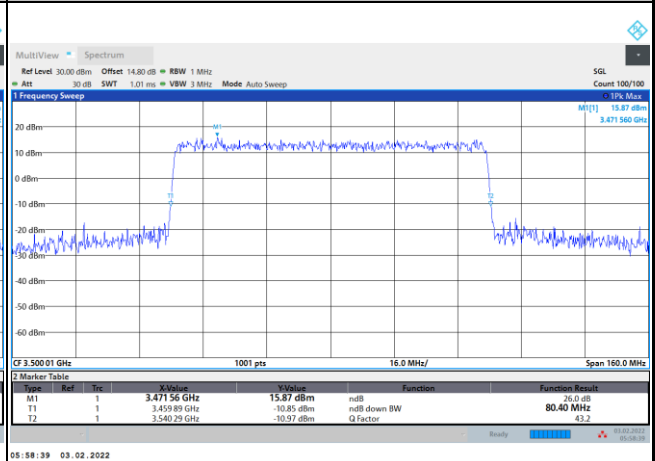 MultiView Spectrum
Ref Level 30.00 dBm Offset 14.80 dB RBW 1 MHz SGL
Att 30 dB SWT 1.01 ms VBW 3 MHz Mode Auto Sweep Count 100/100
1 Frequency Sweep 1Pk Max
M1[1] 15.87 dBm
3.471 560 GHz
20 dBm
M1
10 dBm
0 dBm
T1 T2
-10 dBm
-20 dBm
-30 dBm
-40 dBm
-50 dBm
-60 dBm
CF 3.500 01 GHz 1001 pts 16.0 MHz/ Span 160.0 MHz
2 Marker Table
Type Ref Trc X-Value Y-Value Function Function Result
M1 1 3.471 56 GHz 15.87 dBm ndB 26.0 dB
T1 1 3.459 89 GHz -10.85 dBm ndB down BW 80.40 MHz
T2 1 3.540 29 GHz -10.97 dBm Q Factor 43.2
Ready 03.02.2022
05:58:39
05:58:39 03.02.2022